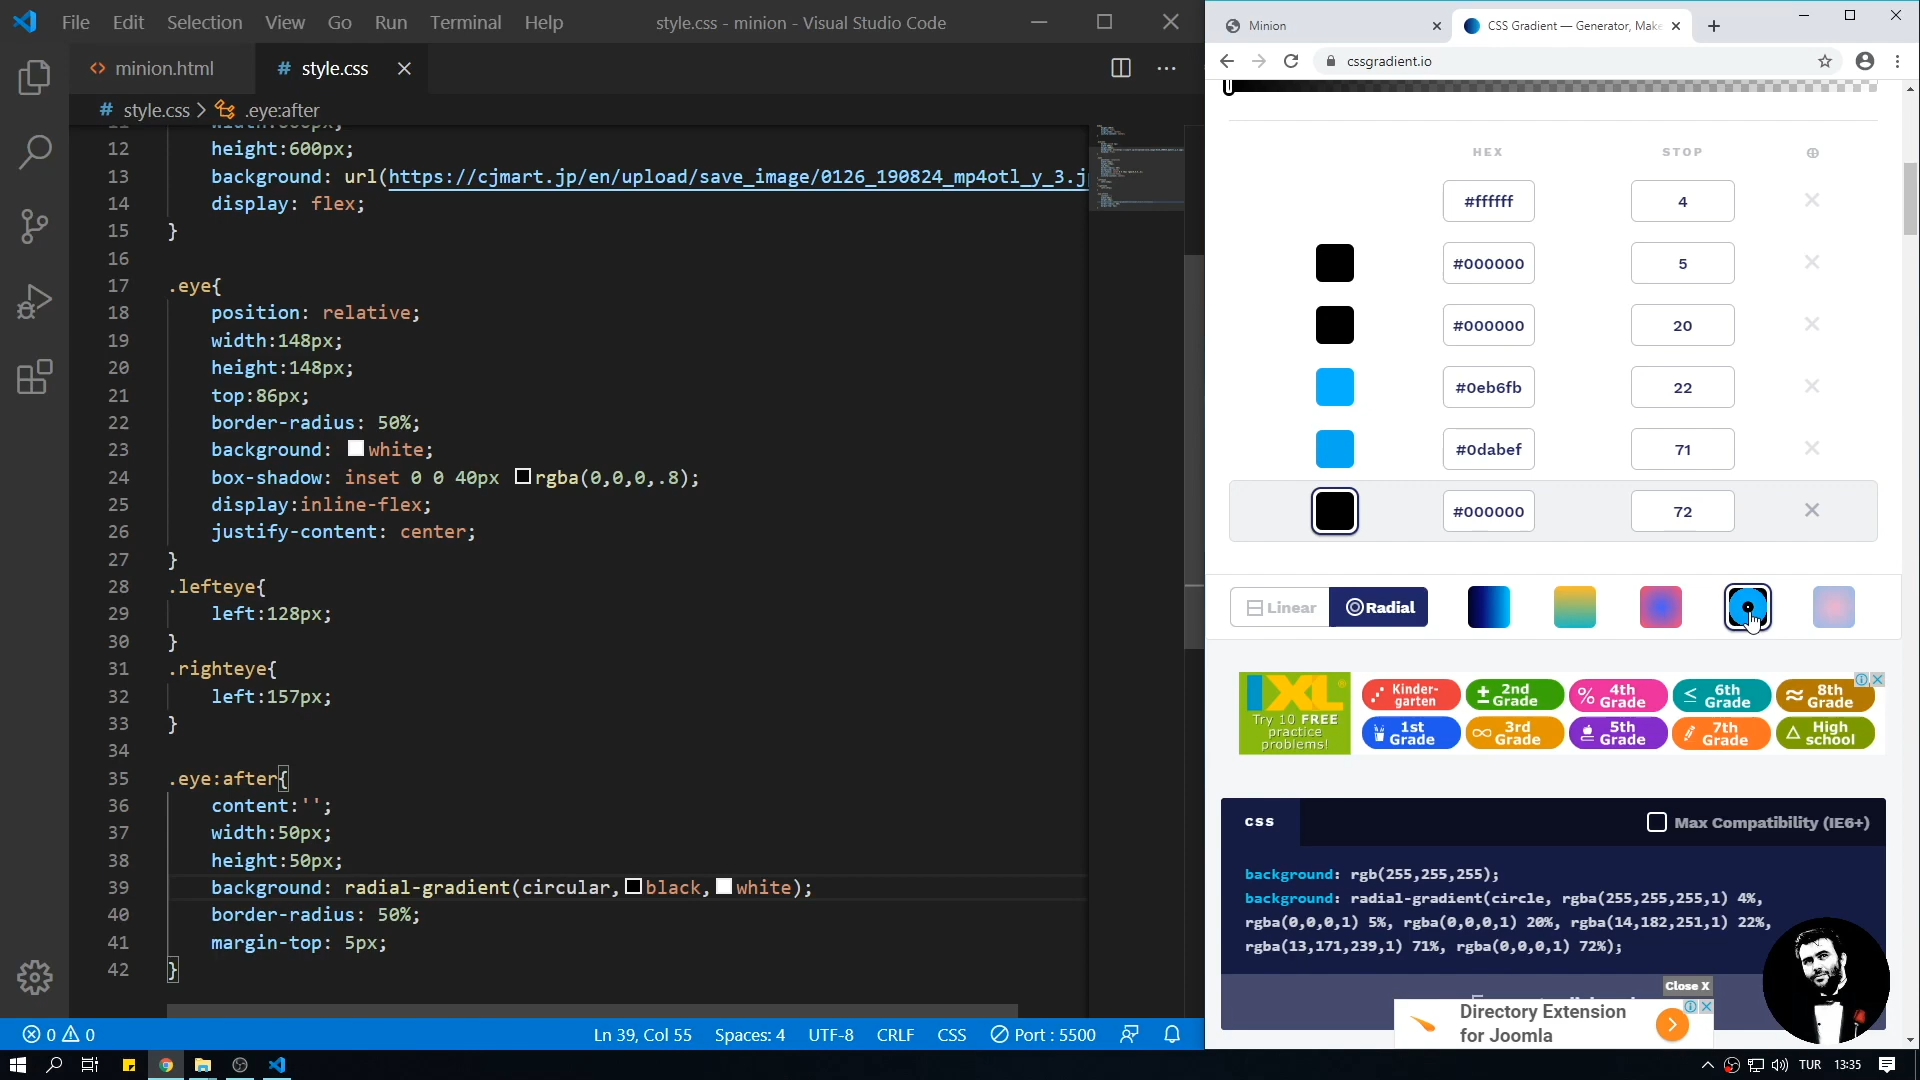 File Edit Selection View Go Run Terminal Help style.css - minion - Visual Studio Code
minion.html # style.css
# style.css > .eye:after
12 height:600px;
13 background: url(https://cjmart.jp/en/upload/save_image/0126_190824_mp4otl_y_3.j
14 display: flex;
15 }
16
17 .eye{
18 position: relative;
19 width:148px;
20 height:148px;
21 top:86px;
22 border-radius: 50%;
23 background: white;
24 box-shadow: inset 0 0 40px rgba(0,0,0,.8);
25 display:inline-flex;
26 justify-content: center;
27 }
28 .lefteye{
29 left:128px;
30 }
31 .righteye{
32 left:157px;
33 }
34
35 .eye:after{
36 content:'';
37 width:50px;
38 height:50px;
39 background: radial-gradient(circular, black, white);
40 border-radius: 50%;
41 margin-top: 5px;
42 }
0 0 Ln 39, Col 55 Spaces: 4 UTF-8 CRLF CSS Port : 5500
Minion CSS Gradient — Generator, Make
cssgradient.io
HEX STOP
#ffffff 4
#000000 5
#000000 20
#0eb6fb 22
#0dabef 71
#000000 72
Linear Radial
IXL
Try 10 FREE
practice
problems!
Kinder-
garten
2nd
Grade
4th
Grade
6th
Grade
8th
Grade
1st
Grade
3rd
Grade
5th
Grade
7th
Grade
High
school
CSS Max Compatibility (IE6+)
background: rgb(255,255,255);
background: radial-gradient(circle, rgba(255,255,255,1) 4%,
rgba(0,0,0,1) 5%, rgba(0,0,0,1) 20%, rgba(14,182,251,1) 22%,
rgba(13,171,239,1) 71%, rgba(0,0,0,1) 72%);
Close X
Directory Extension
for Joomla
TUR 13:35